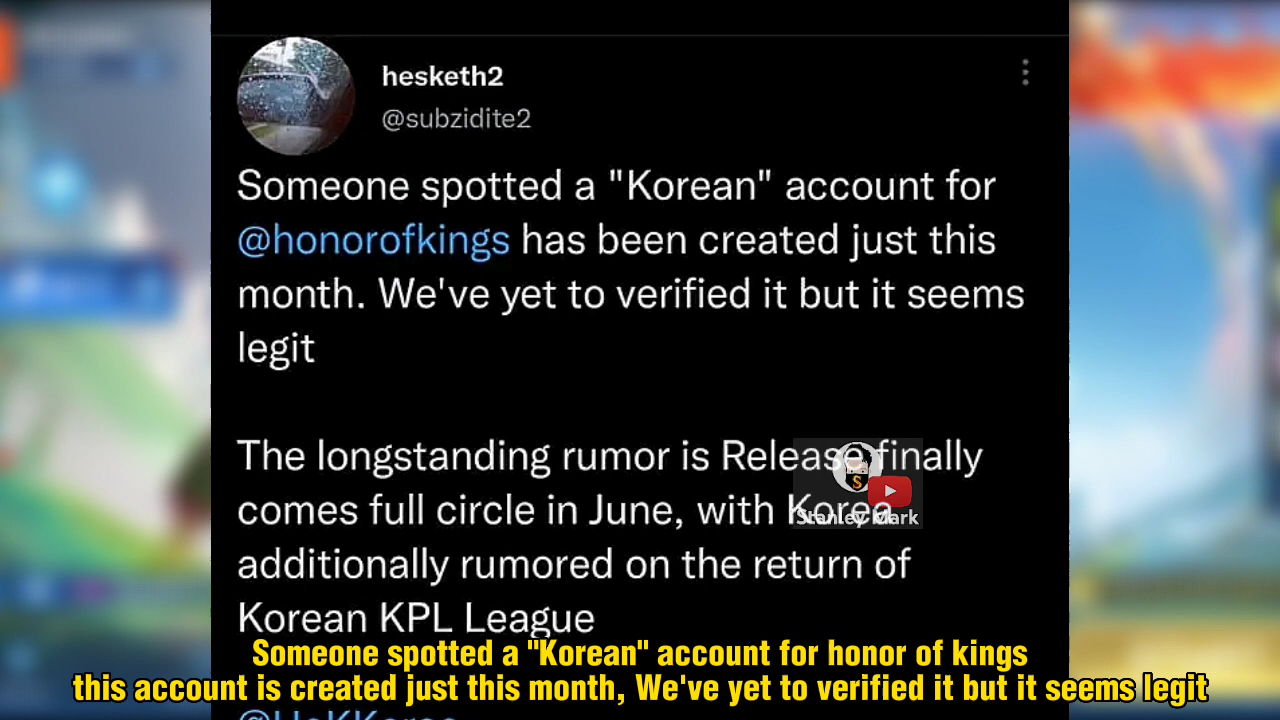 hesketh2
@subzidite2
Someone spotted a "Korean" account for
@honorofkings has been created just this
month. We've yet to verified it but it seems
legit
The longstanding rumor is Release finally
comes full circle in June, with Korea
additionally rumored on the return of
Korean KPL League
Stanley Mark
Someone spotted a "Korean" account for honor of kings
this account is created just this month, We've yet to verified it but it seems legit